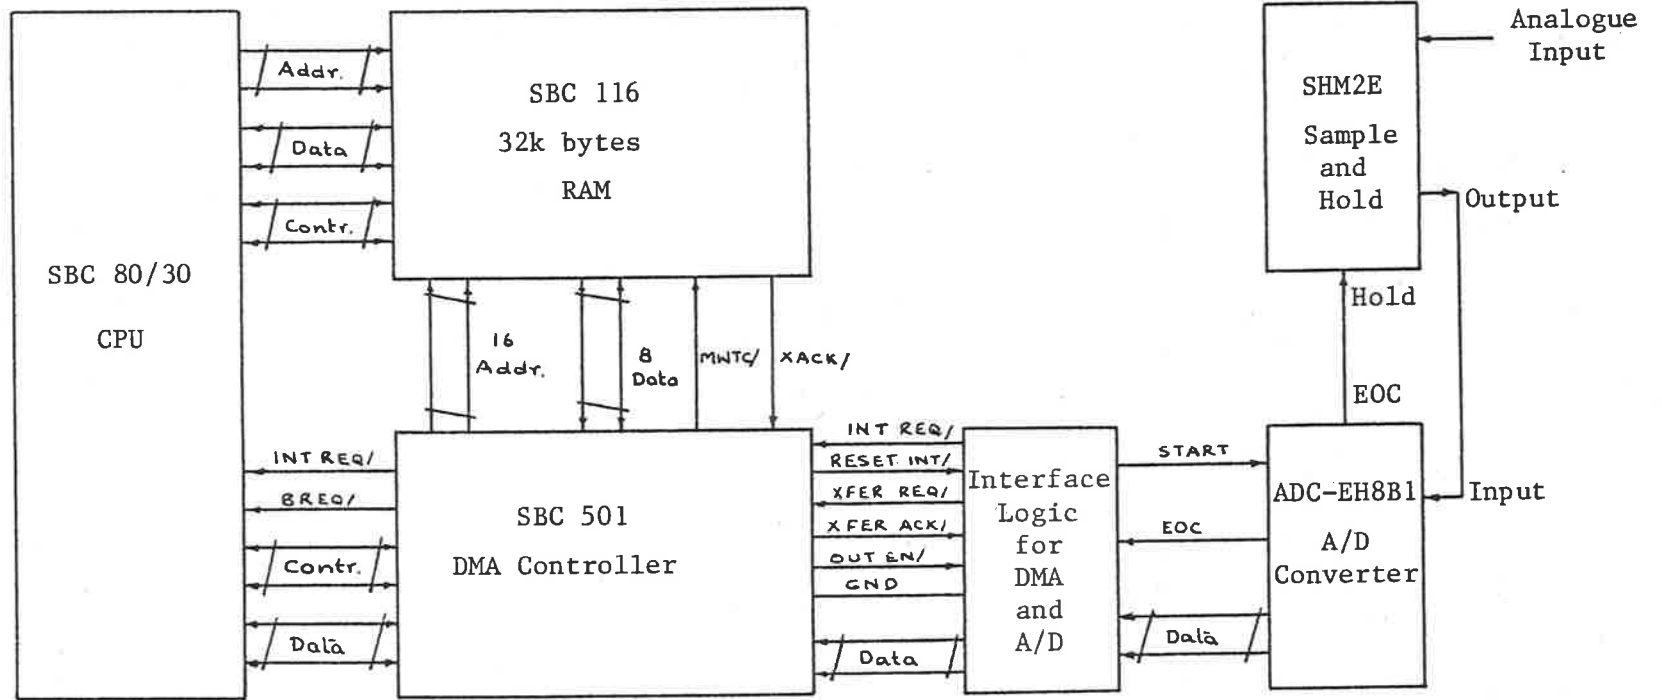 SBC 80/30
CPU
Addr.
Data
Contr.
SBC 116
32k bytes
RAM
16
Addr.
8
Data
MWTC/
XACK/
INT REQ/
BREQ/
Contr.
Data
SBC 501
DMA Controller
INT REQ/
RESET INT/
XFER REQ/
XFER ACK/
OUT EN/
GND
Data
Interface
Logic
for
DMA
and
A/D
START
EOC
Data
Analogue
Input
SHM2E
Sample
and
Hold
Output
Hold
EOC
ADC-EH8B1
A/D
Converter
Input